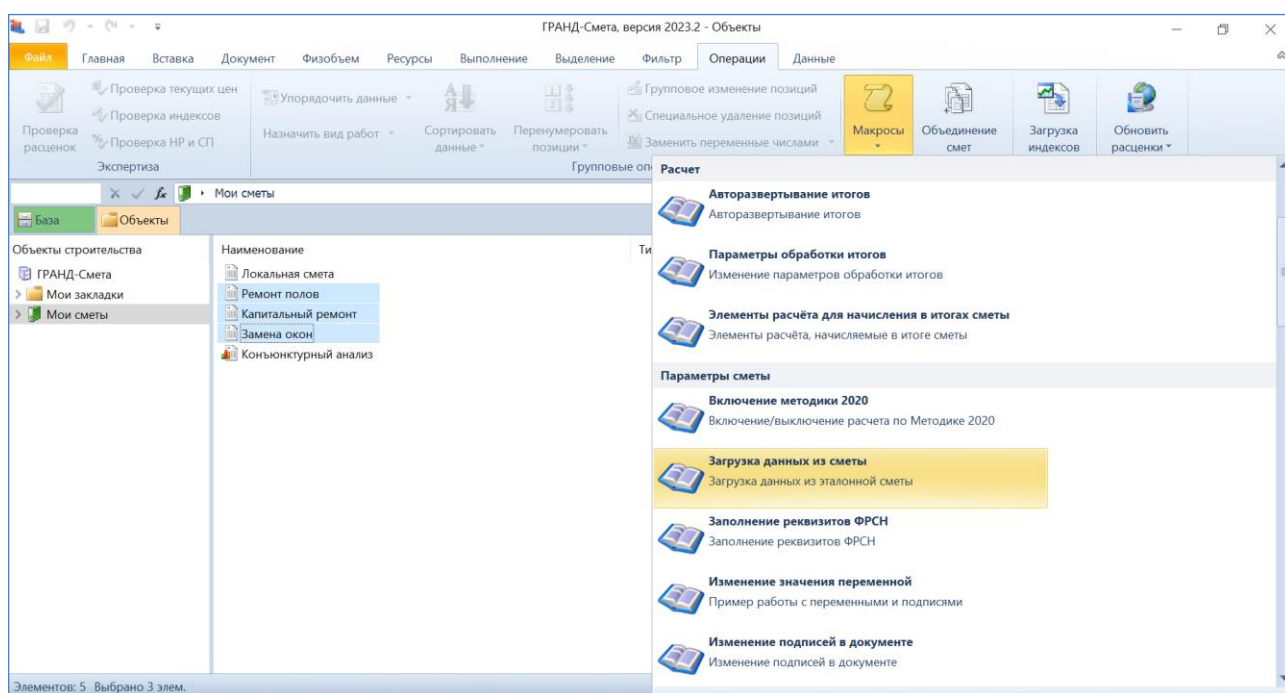 ГРАНД-Смета, версия 2023.2 - Объекты
Файл Главная Вставка Документ Физобъем Ресурсы Выполнение Выделение Фильтр Операции Данные
Проверка расценок
Проверка текущих цен
Проверка индексов
Проверка НР и СП
Экспертиза
Упорядочить данные
Назначить вид работ
Сортировать данные
Перенумеровать позиции
Групповое изменение позиций
Специальное удаление позиций
Заменить переменные числами
Групповые оп
Макросы
Объединение смет
Загрузка индексов
Обновить расценки
fx Мои сметы
База Объекты
Объекты строительства
ГРАНД-Смета
Мои закладки
Мои сметы
Наименование Ти
Локальная смета
Ремонт полов
Капитальный ремонт
Замена окон
Конъюнктурный анализ
Расчет
Авторазвертывание итогов
Авторазвертывание итогов
Параметры обработки итогов
Изменение параметров обработки итогов
Элементы расчёта для начисления в итогах сметы
Элементы расчёта, начисляемые в итоге сметы
Параметры сметы
Включение методики 2020
Включение/выключение расчета по Методике 2020
Загрузка данных из сметы
Загрузка данных из эталонной сметы
Заполнение реквизитов ФРСН
Заполнение реквизитов ФРСН
Изменение значения переменной
Пример работы с переменными и подписями
Изменение подписей в документе
Изменение подписей в документе
Элементов: 5 Выбрано 3 элем.